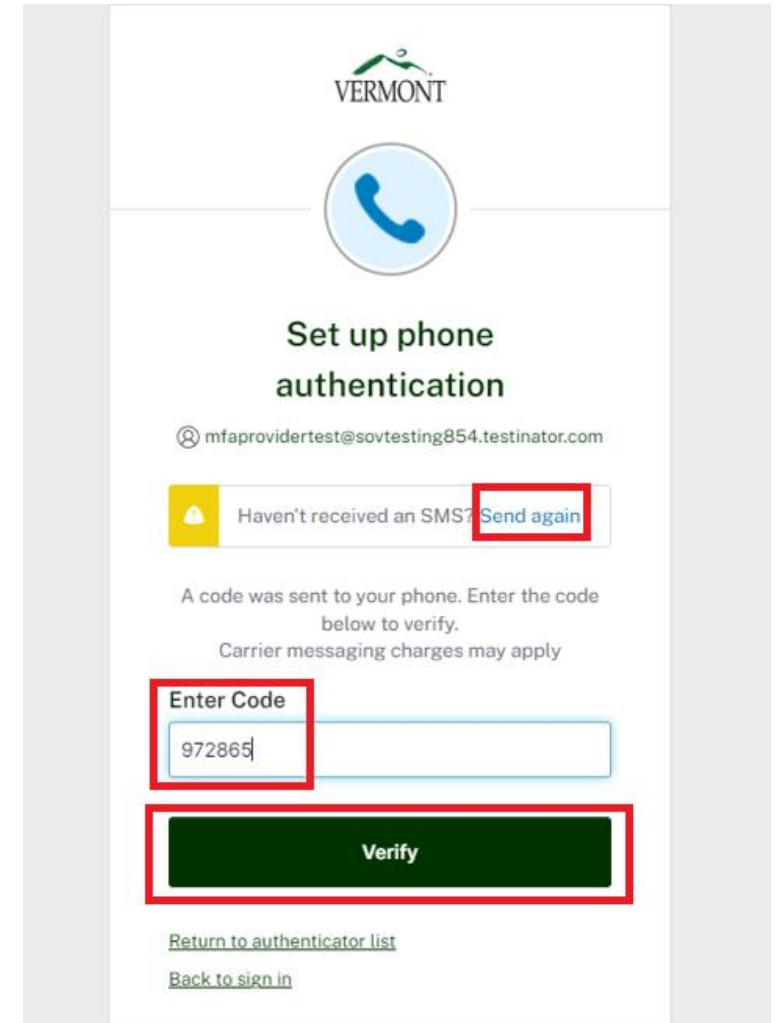 VERMONT
Set up phone
authentication
mfaprovidertest@sovtesting854.testinator.com
Haven't received an SMS? Send again
A code was sent to your phone. Enter the code
below to verify.
Carrier messaging charges may apply
Enter Code
972865
Verify
Return to authenticator list
Back to sign in